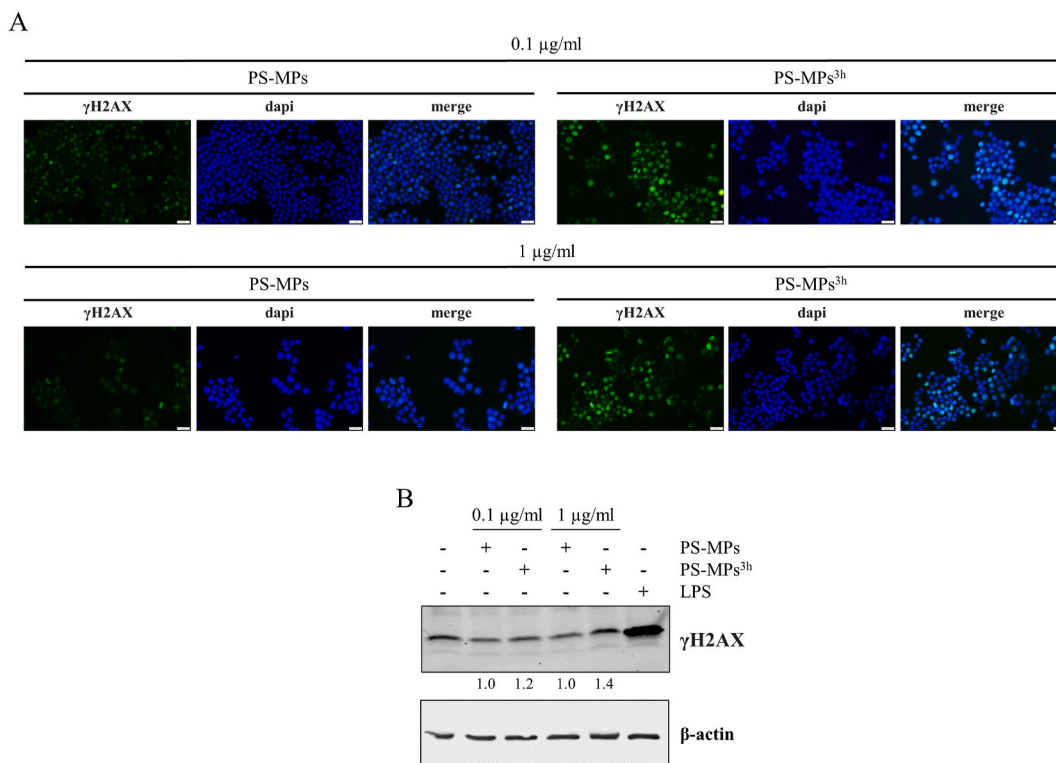 A
0.1 µg/ml
PS-MPs PS-MPs³ʰ
γH2AX dapi merge γH2AX dapi merge
1 µg/ml
PS-MPs PS-MPs³ʰ
γH2AX dapi merge γH2AX dapi merge
B
0.1 µg/ml 1 µg/ml
- + - + - - PS-MPs
- - + - + - PS-MPs³ʰ
- - - - - + LPS
γH2AX
1.0 1.2 1.0 1.4
β-actin